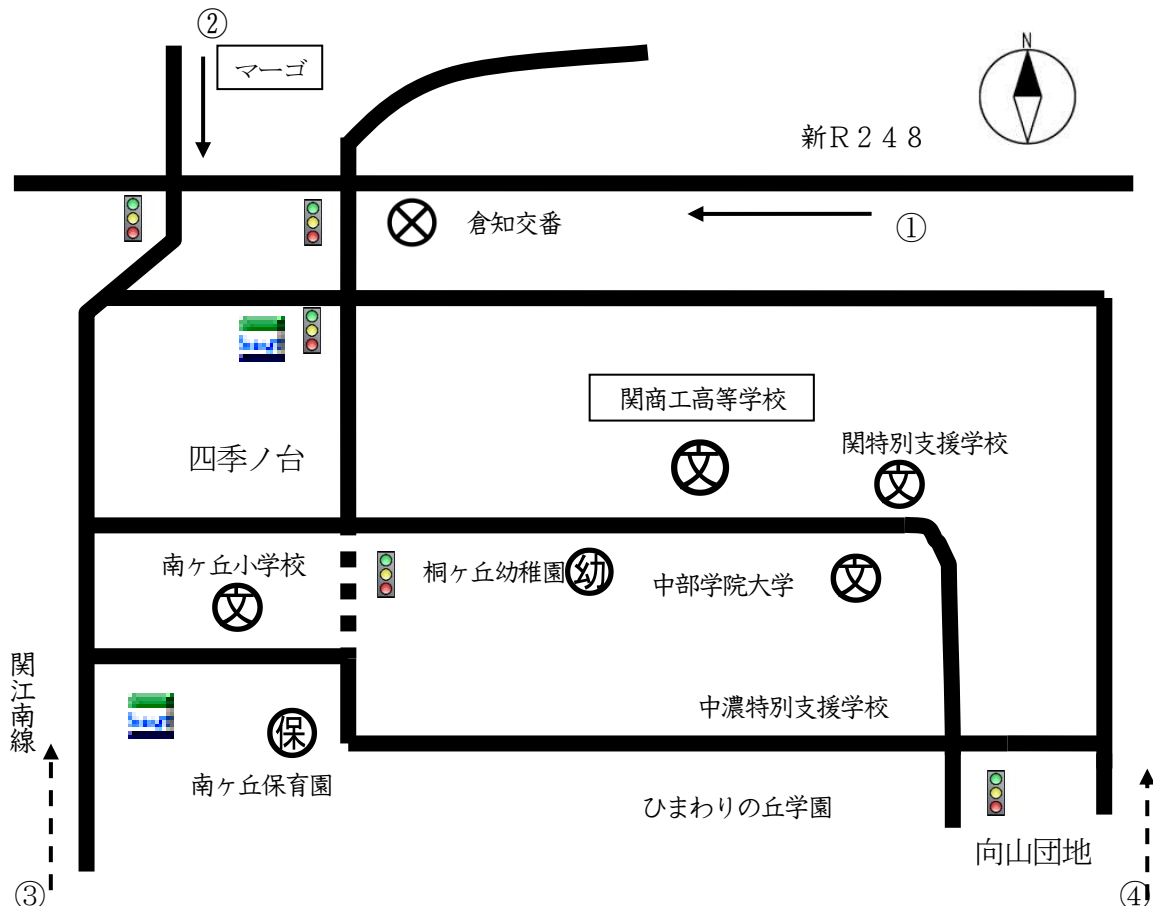 ②
マーゴ
N
新R248
倉知交番
①
関商工高等学校
文
関特別支援学校
文
四季ノ台
南ヶ丘小学校
文
桐ヶ丘幼稚園
幼
中部学院大学
文
関江南線
中濃特別支援学校
保
南ヶ丘保育園
ひまわりの丘学園
向山団地
③
④